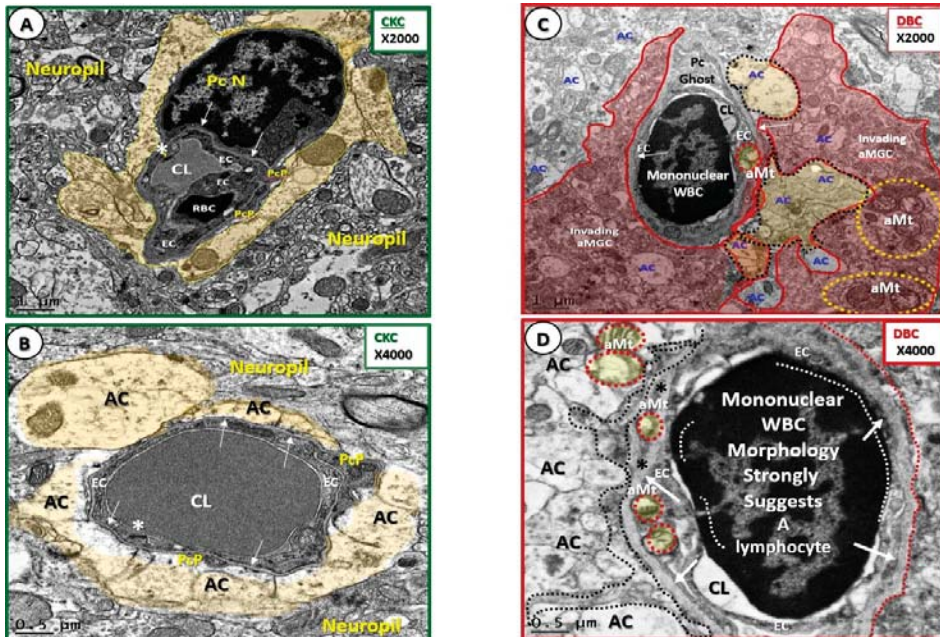 A
CKC
X2000
Neuropil
Pc N
*
CL
EC
EC
PcP
RBC
PcP
EC
Neuropil
1 μm
B
CKC
X4000
Neuropil
AC
AC
PcP
EC
EC
CL
AC
AC
*
PcP
AC
0.5 μm
Neuropil
C
DBC
X2000
AC
AC
AC
Pc
Ghost
AC
CL
EC
AC
EC
Mononuclear
WBC
aMt
Invading
aMGC
AC
AC
AC
Invading
aMGC
aMt
AC
AC
AC
AC
aMt
1 μm
D
DBC
X4000
aMt
EC
AC
*
aMt
Mononuclear
WBC
Morphology
Strongly
Suggests
A
lymphocyte
AC
*
EC
aMt
AC
CL
AC
EC
0.5 μm